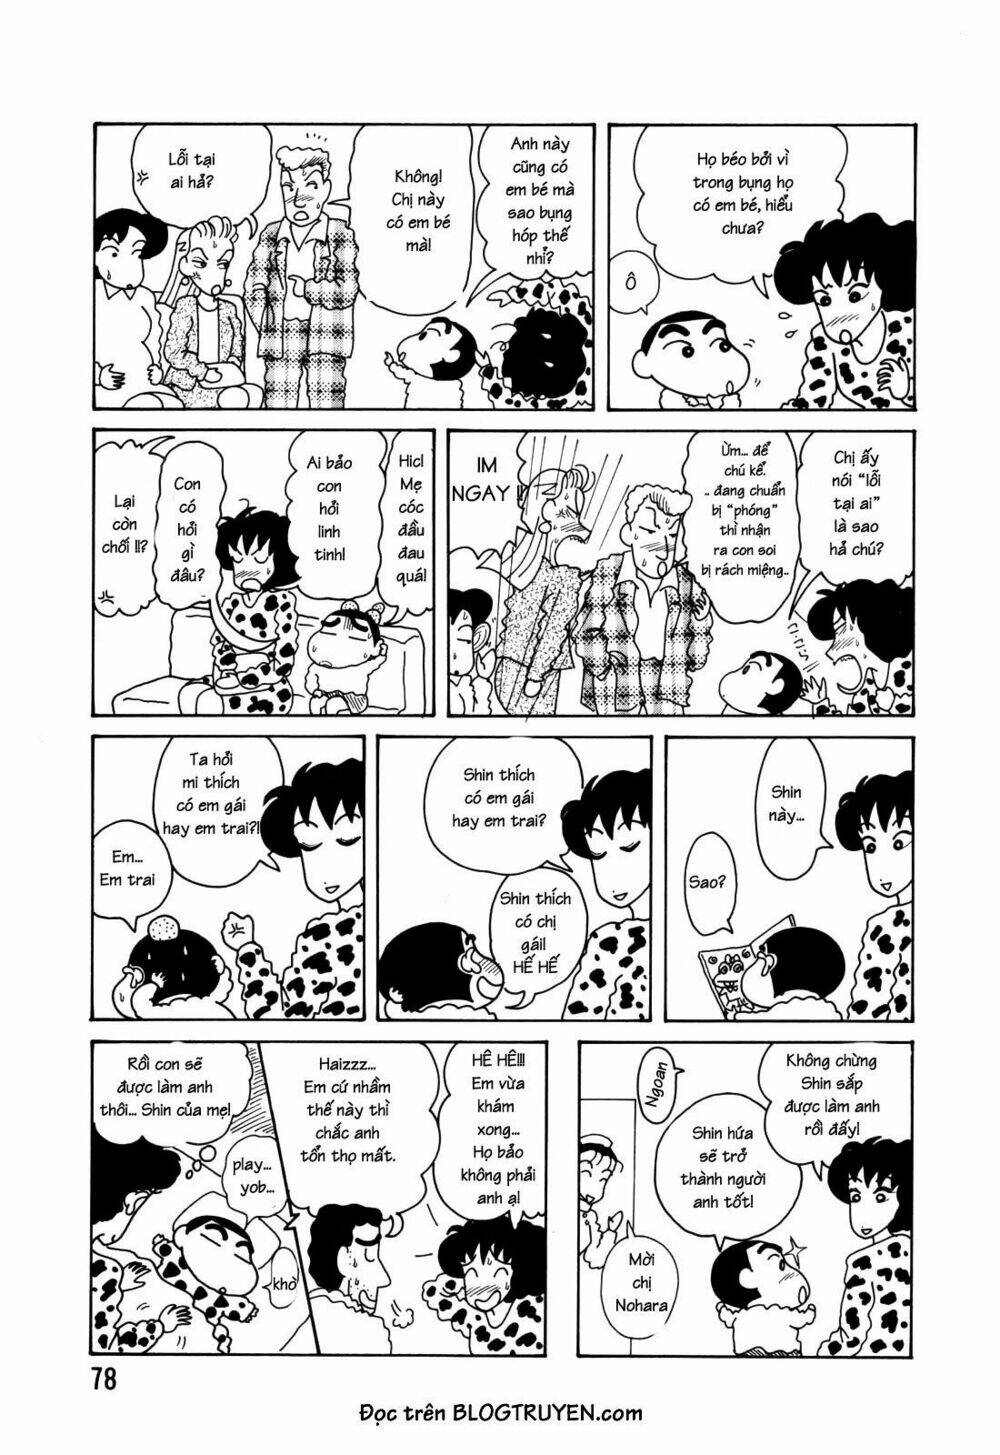 Họ béo bởi vì
trong bụng họ
có em bé, hiểu
chưa?
Ô
Anh này
cũng có
em bé mà
sao bụng
hóp thế
nhỉ?
Không!
Chị này
có em bé
mà!
Lỗi tại
ai hả?
Chị ấy
nói “lỗi
tại ai”
là sao
hả chú?
Ừm... để
chú kể.
.. đang chuẩn
bị “phóng”
thì nhận
ra con soi
bị rách miệng..
IM
NGAY !!
Hic!
Mẹ
cóc
đầu
đau
quá!
Ai bảo
con
hỏi
linh
tinh!
Con
có
hỏi
gì
đâu?
Lại
còn
chối !!?
Shin
này...
Sao?
Shin thích
có em gái
hay em trai?
Shin thích
có chị
gái!
HẾ HẾ
Ta hỏi
mi thích
có em gái
hay em trai?!
Em...
Em trai
Không chừng
Shin sắp
được làm anh
rồi đấy!
Shin hứa
sẽ trở
thành người
anh tốt!
Ngoan
Mời
chị
Nohara
HÊ HÊ!!!
Em vừa
khám
xong...
Họ bảo
không phải
anh ạ!
Haizzz...
Em cứ nhầm
thế này thì
chắc anh
tổn thọ mất.
Rồi con sẽ
được làm anh
thôi... Shin của mẹ!
play...
yob...
khò
78
Đọc trên BLOGTRUYEN.com